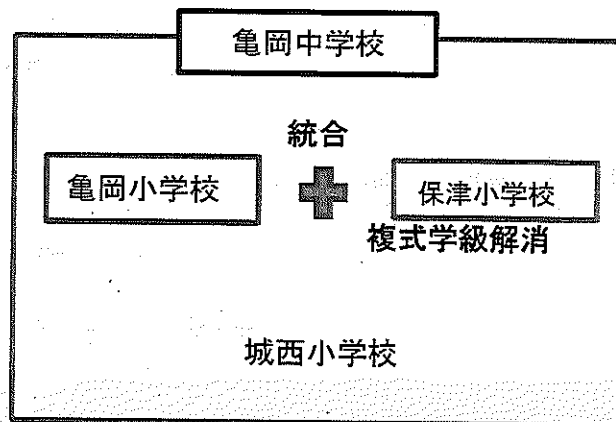 亀岡中学校
統合
亀岡小学校
保津小学校
複式学級解消
城西小学校